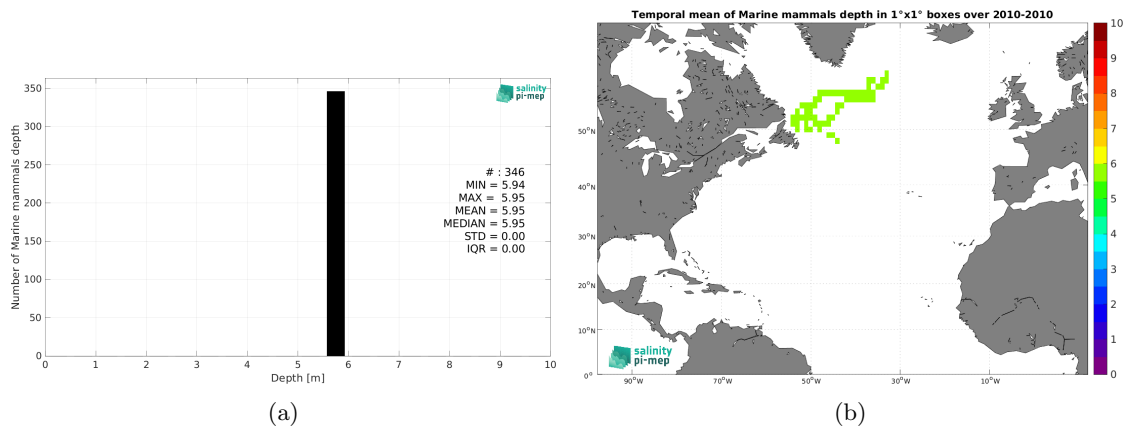 350
300
250
200
150
100
50
0
Number of Marine mammals depth
0 1 2 3 4 5 6 7 8 9 10
Depth [m]
salinity
pi-mep
# : 346
MIN = 5.94
MAX = 5.95
MEAN = 5.95
MEDIAN = 5.95
STD = 0.00
IQR = 0.00
(a)
Temporal mean of Marine mammals depth in 1°x1° boxes over 2010-2010
50°N
40°N
30°N
20°N
10°N
0°
90°W 70°W 50°W 30°W 10°W
salinity
pi-mep
10
9
8
7
6
5
4
3
2
1
0
(b)